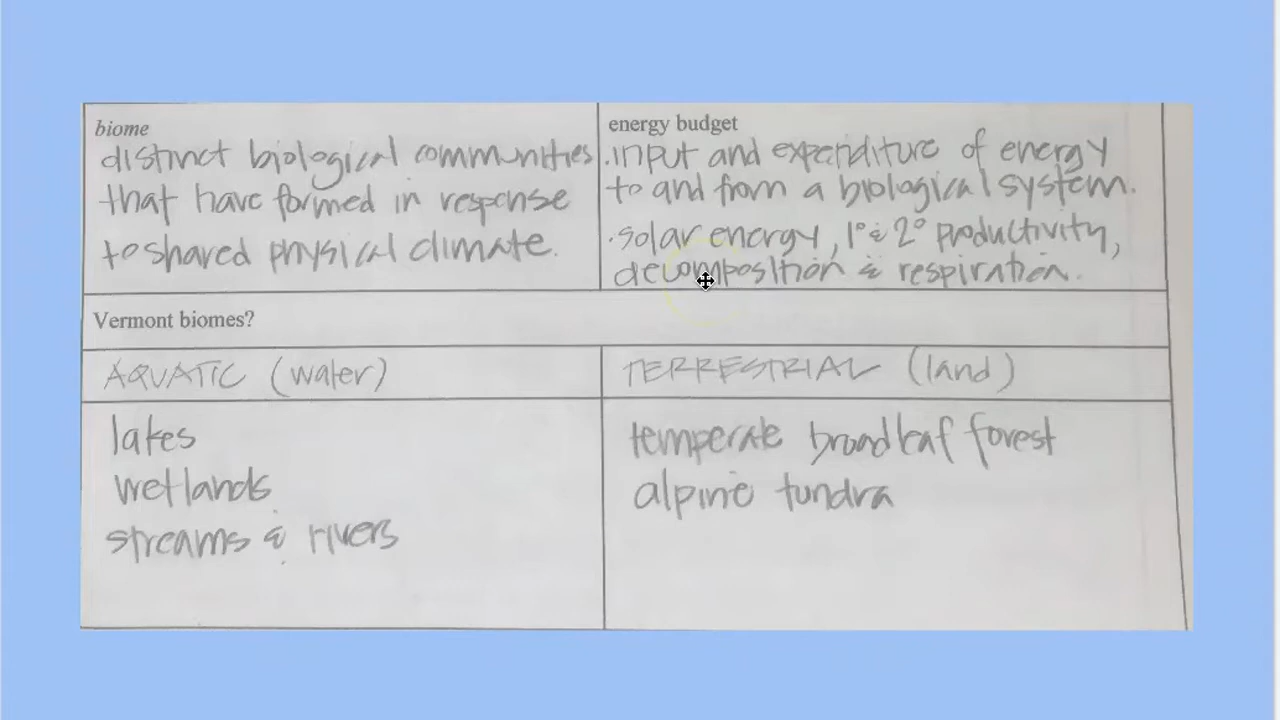 biome
distinct biological communities
that have formed in response
to shared physical climate.
energy budget
·input and expenditure of energy
to and from a biological system.
·solar energy, 1° & 2° productivity,
decomposition & respiration.
Vermont biomes?
AQUATIC (water)
TERRESTRIAL (land)
lakes
wetlands
streams & rivers
temperate broadleaf forest
alpine tundra